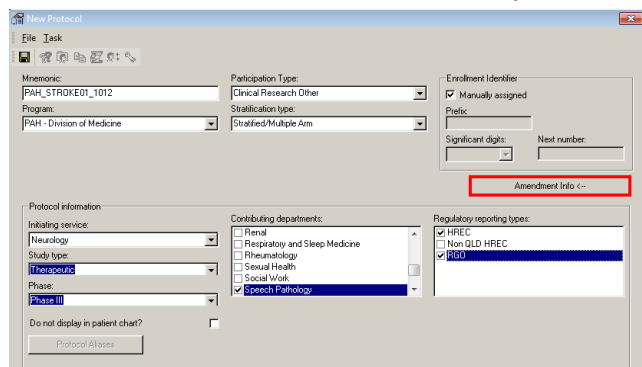 New Protocol
File Task
Mnemonic:
PAH_STROKE01_1012
Participation Type:
Clinical Research Other
Enrollment Identifier
Manually assigned
Program:
PAH - Division of Medicine
Stratification type:
Stratified/Multiple Arm
Prefix:
Significant digits:
Next number:
Amendment Info <--
Protocol information
Initiating service:
Neurology
Study type:
Therapeutic
Phase:
Phase III
Do not display in patient chart?
Protocol Aliases
Contributing departments:
Renal
Respiratory and Sleep Medicine
Rheumatology
Sexual Health
Social Work
Speech Pathology
Regulatory reporting types:
HREC
Non QLD HREC
RGO